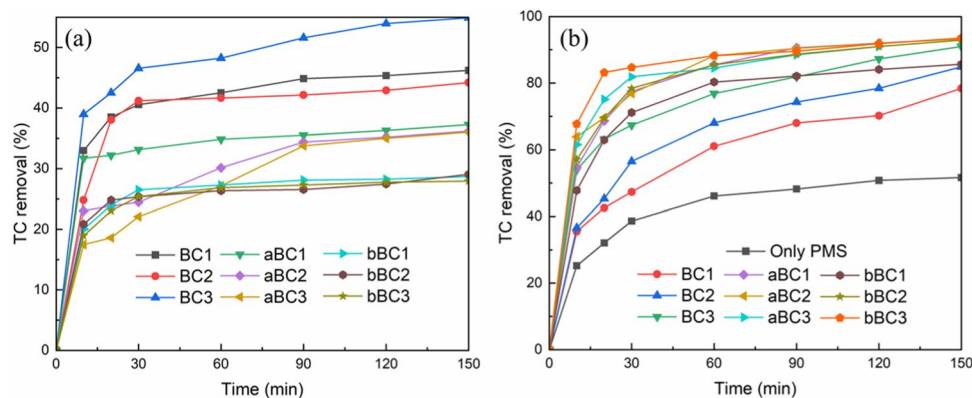 (a)
TC removal (%)
50
40
30
20
10
0
BC1 aBC1 bBC1
BC2 aBC2 bBC2
BC3 aBC3 bBC3
0 30 60 90 120 150
Time (min)
(b)
TC removal (%)
100
80
60
40
20
0
Only PMS
BC1 aBC1 bBC1
BC2 aBC2 bBC2
BC3 aBC3 bBC3
0 30 60 90 120 150
Time (min)